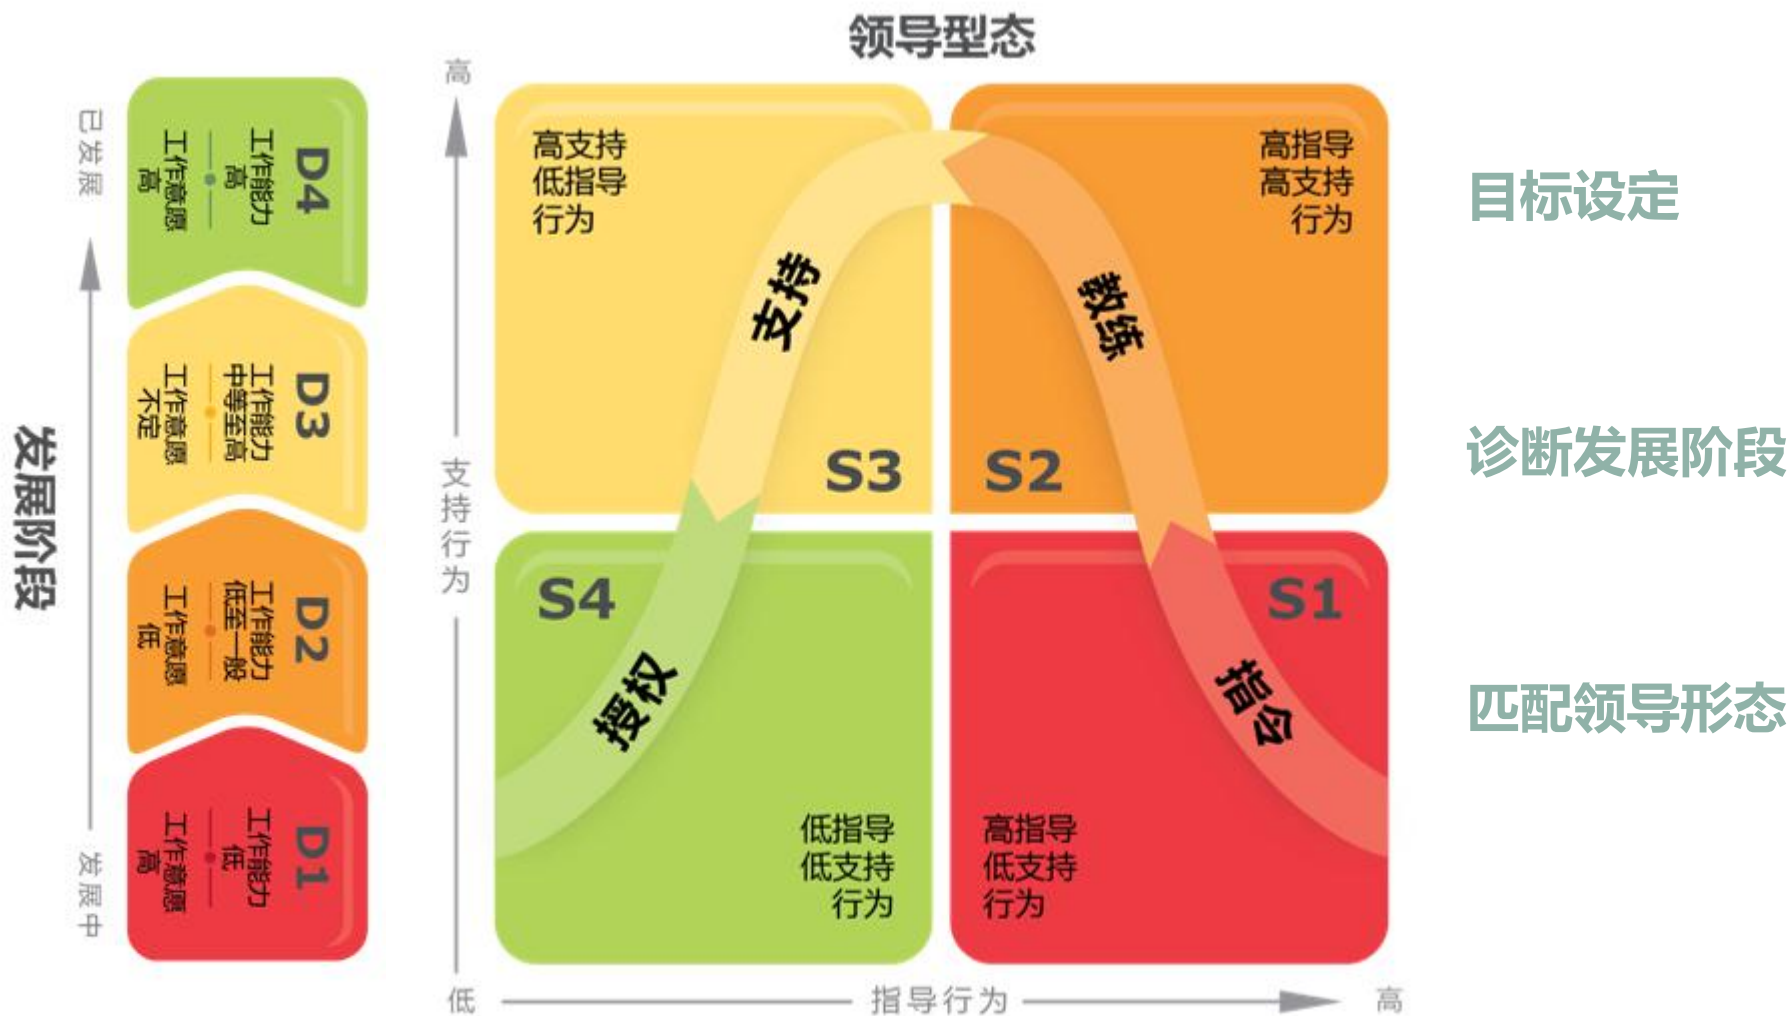 领导型态
发展阶段
已发展
发展中
D4
工作能力
高
工作意愿
高
D3
工作能力
中等至高
工作意愿
不定
D2
工作能力
低至一般
工作意愿
低
D1
工作能力
低
工作意愿
高
高
支持行为
低
指导行为
高
高支持
低指导
行为
S3
支持
高指导
高支持
行为
S2
教练
S4
授权
低指导
低支持
行为
S1
指令
高指导
低支持
行为
目标设定
诊断发展阶段
匹配领导形态